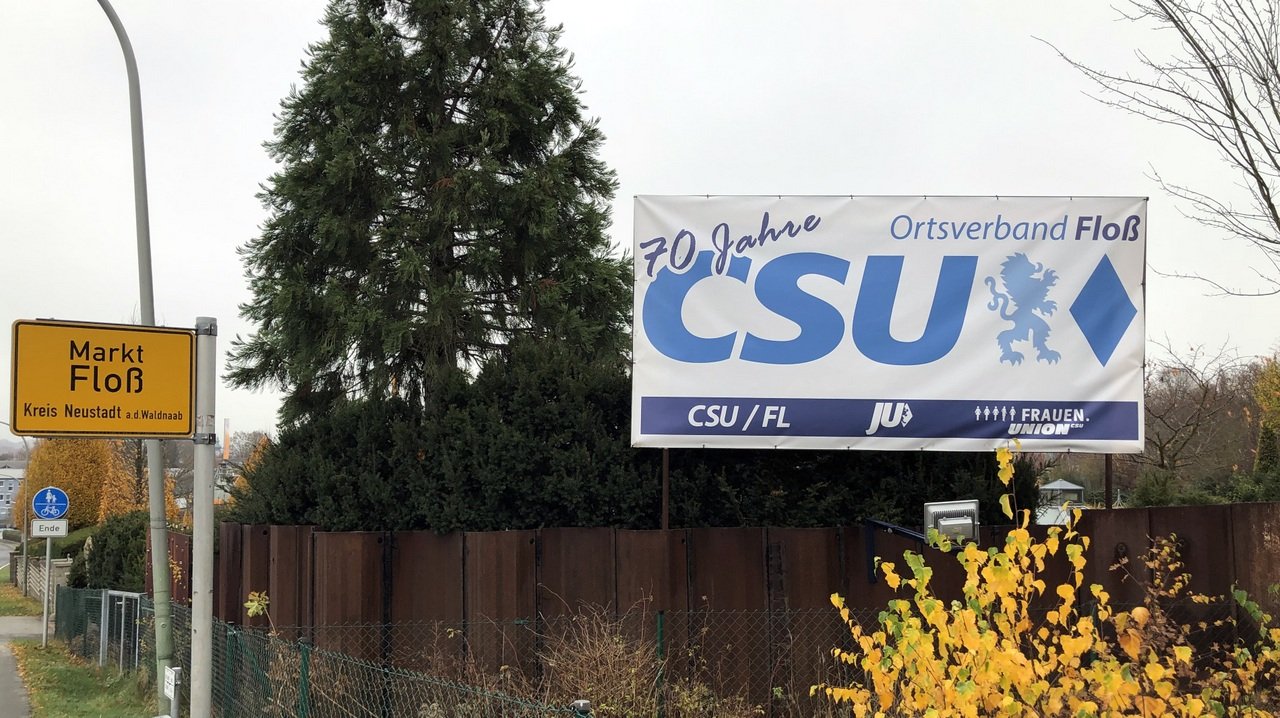 Markt
Floß
Kreis Neustadt a.d. Waldnaab
Ende
70 Jahre
Ortsverband Floß
CSU
CSU / FL
JU
FRAUEN.
UNION CSU